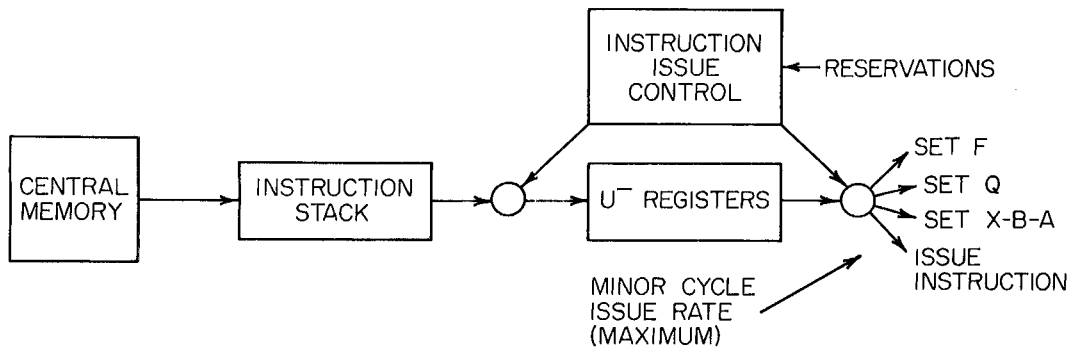 INSTRUCTION
ISSUE
CONTROL
RESERVATIONS
CENTRAL
MEMORY
INSTRUCTION
STACK
U⁻ REGISTERS
SET F
SET Q
SET X-B-A
ISSUE
INSTRUCTION
MINOR CYCLE
ISSUE RATE
(MAXIMUM)